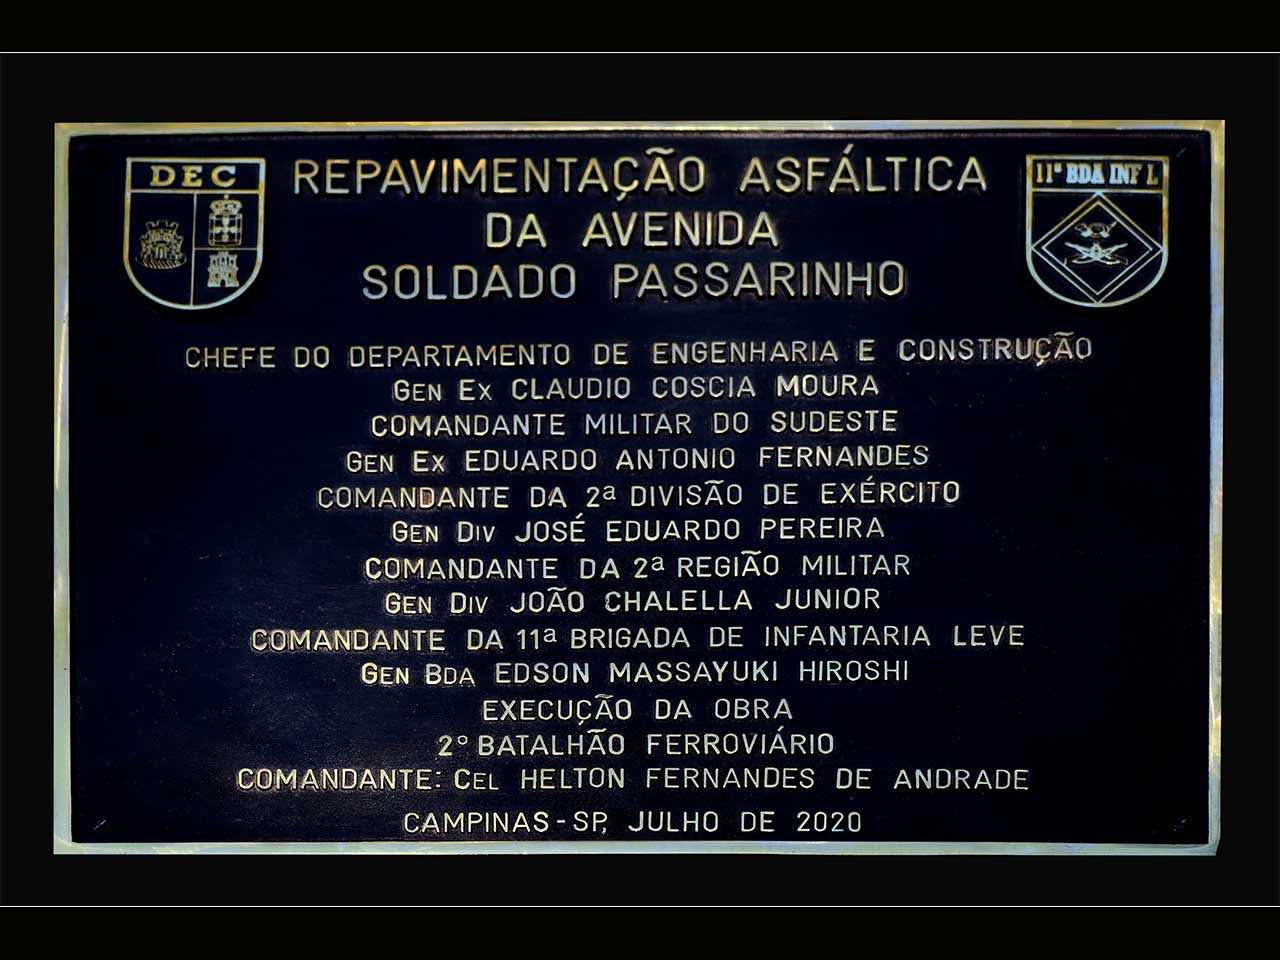 DEC
REPAVIMENTAÇÃO ASFÁLTICA
11ª BDA INF L
DA AVENIDA
SOLDADO PASSARINHO
CHEFE DO DEPARTAMENTO DE ENGENHARIA E CONSTRUÇÃO
GEN EX CLAUDIO COSCIA MOURA
COMANDANTE MILITAR DO SUDESTE
GEN EX EDUARDO ANTONIO FERNANDES
COMANDANTE DA 2ª DIVISÃO DE EXÉRCITO
GEN DIV JOSÉ EDUARDO PEREIRA
COMANDANTE DA 2ª REGIÃO MILITAR
GEN DIV JOÃO CHALELLA JUNIOR
COMANDANTE DA 11ª BRIGADA DE INFANTARIA LEVE
GEN BDA EDSON MASSAYUKI HIROSHI
EXECUÇÃO DA OBRA
2º BATALHÃO FERROVIÁRIO
COMANDANTE: CEL HELTON FERNANDES DE ANDRADE
CAMPINAS-SP, JULHO DE 2020